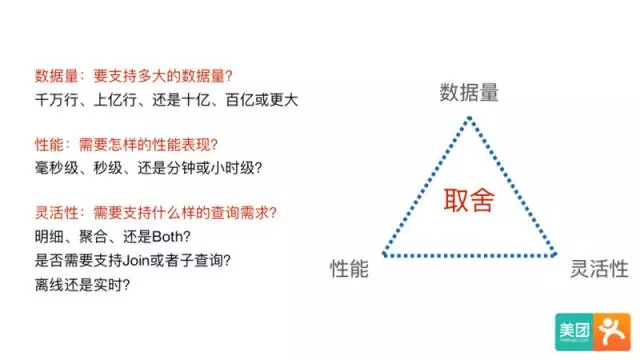 数据量：要支持多大的数据量?
千万行、上亿行、还是十亿、百亿或更大
性能：需要怎样的性能表现?
毫秒级、秒级、还是分钟或小时级?
灵活性：需要支持什么样的查询需求?
明细、聚合、还是Both?
是否需要支持Join或者子查询?
离线还是实时?
数据量
取舍
性能
灵活性
美团